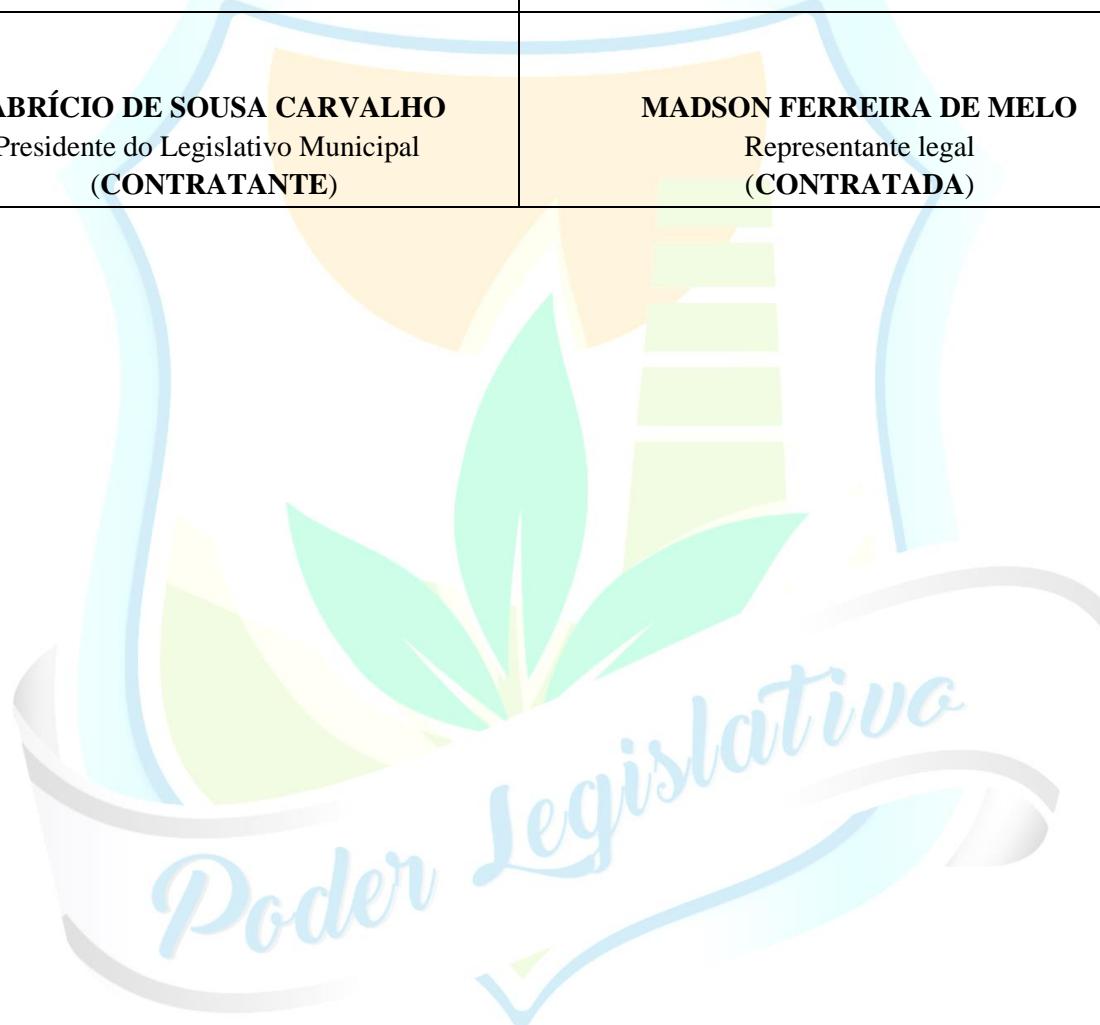 ABRÍCIO DE SOUSA CARVALHO
Presidente do Legislativo Municipal
(CONTRATANTE)
MADSON FERREIRA DE MELO
Representante legal
(CONTRATADA)
Poder Legislativo